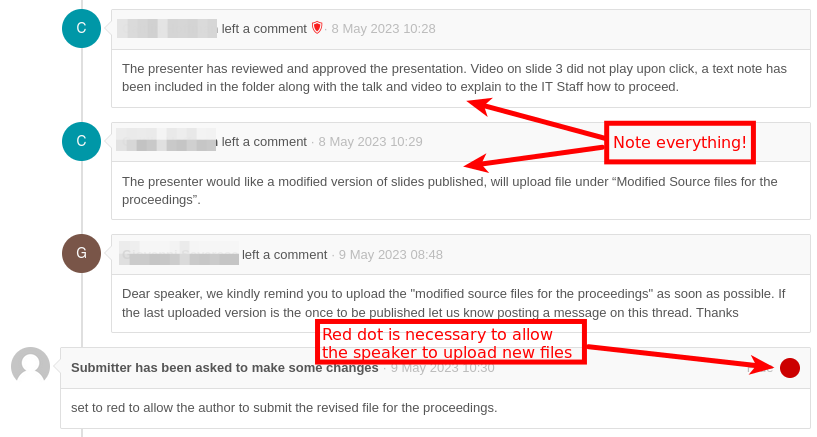 C
left a comment · 8 May 2023 10:28
The presenter has reviewed and approved the presentation. Video on slide 3 did not play upon click, a text note has
been included in the folder along with the talk and video to explain to the IT Staff how to proceed.
C
left a comment · 8 May 2023 10:29
Note everything!
The presenter would like a modified version of slides published, will upload file under “Modified Source files for the
proceedings”.
G
left a comment · 9 May 2023 08:48
Dear speaker, we kindly remind you to upload the "modified source files for the proceedings" as soon as possible. If
the last uploaded version is the once to be published let us know posting a message on this thread. Thanks
Red dot is necessary to allow
the speaker to upload new files
Submitter has been asked to make some changes · 9 May 2023 10:30
set to red to allow the author to submit the revised file for the proceedings.